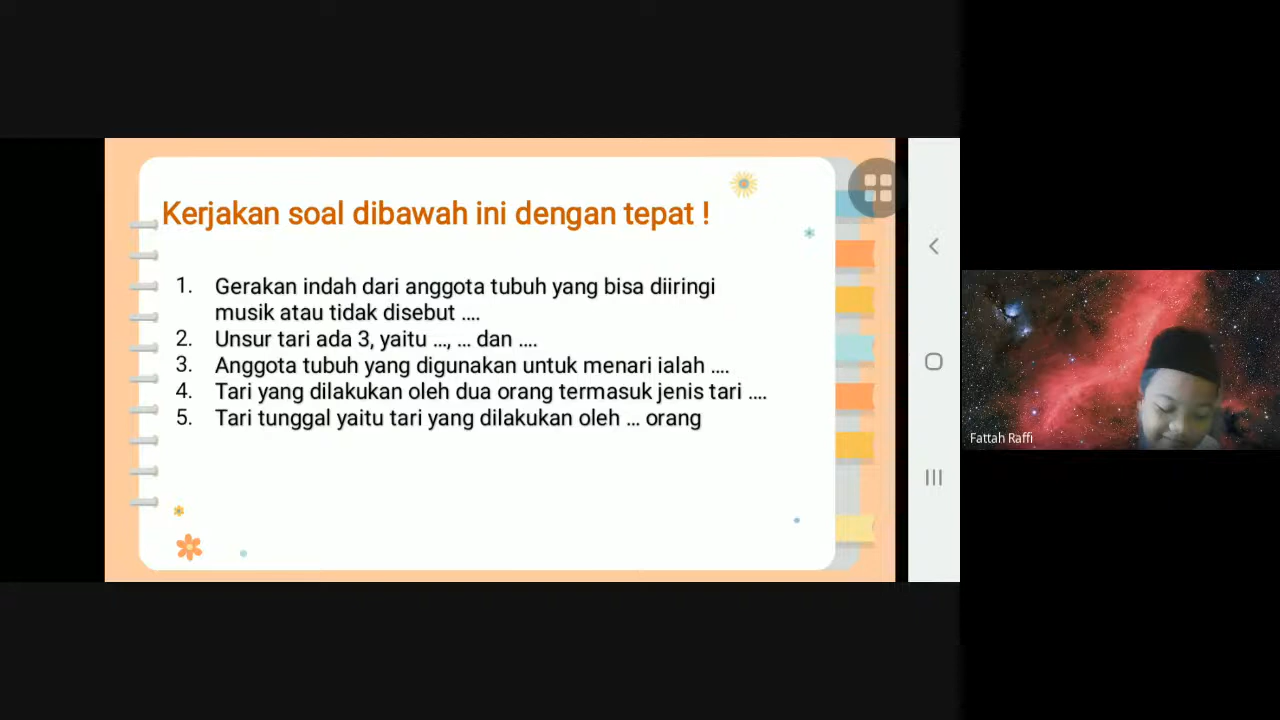 Kerjakan soal dibawah ini dengan tepat !
1. Gerakan indah dari anggota tubuh yang bisa diiringi
musik atau tidak disebut ....
2. Unsur tari ada 3, yaitu ..., ... dan ....
3. Anggota tubuh yang digunakan untuk menari ialah ....
4. Tari yang dilakukan oleh dua orang termasuk jenis tari ....
5. Tari tunggal yaitu tari yang dilakukan oleh ... orang
Fattah Raffi